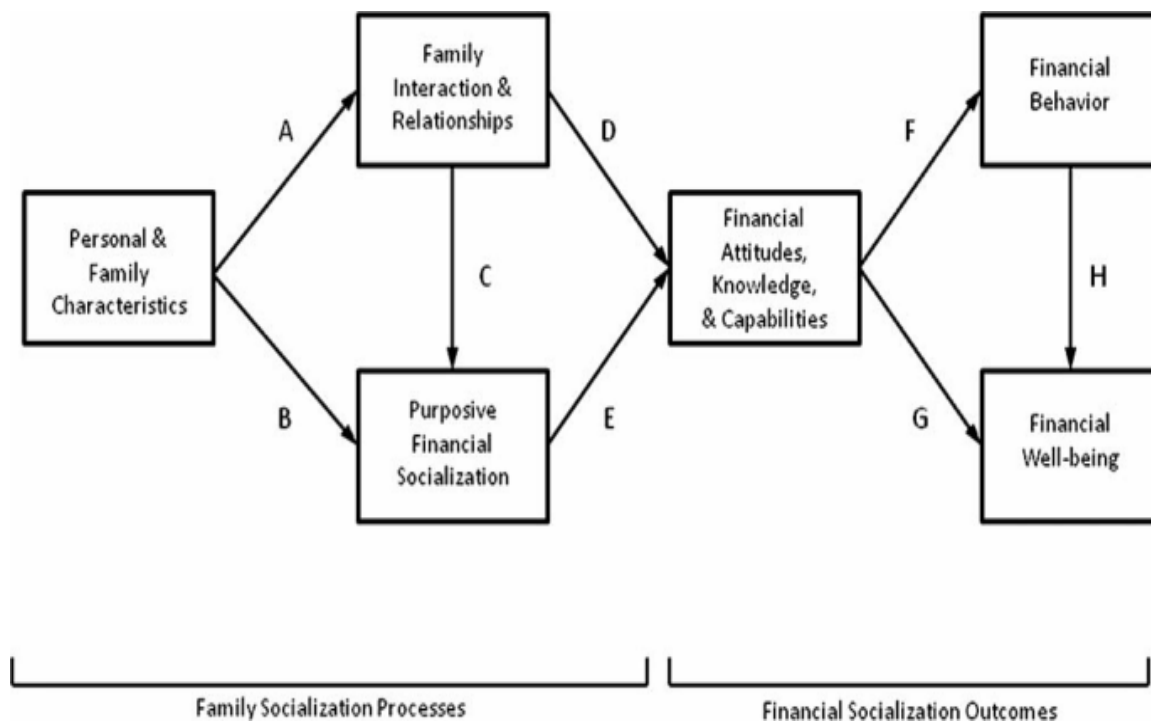 Family
Interaction &
Relationships
Financial
Behavior
A
D
F
Personal &
Family
Characteristics
C
Financial
Attitudes,
Knowledge,
& Capabilities
H
B
Purposive
Financial
Socialization
E
G
Financial
Well-being
Family Socialization Processes
Financial Socialization Outcomes